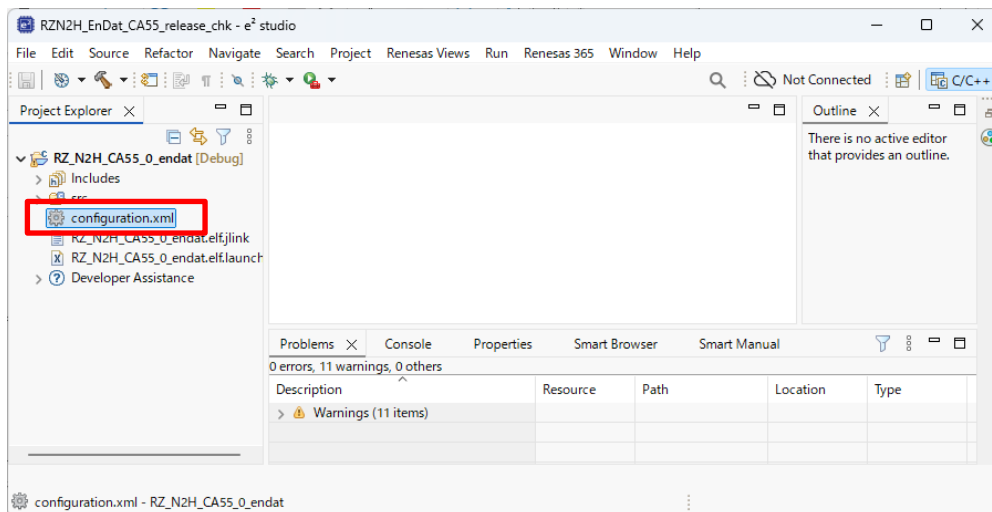 RZN2H_EnDat_CA55_release_chk - e² studio
File Edit Source Refactor Navigate Search Project Renesas Views Run Renesas 365 Window Help
Not Connected
C/C++
Project Explorer
RZ_N2H_CA55_0_endat [Debug]
Includes
src
configuration.xml
RZ_N2H_CA55_0_endat.elf.jlink
RZ_N2H_CA55_0_endat.elf.launch
Developer Assistance
Outline
There is no active editor
that provides an outline.
Problems Console Properties Smart Browser Smart Manual
0 errors, 11 warnings, 0 others
Description Resource Path Location Type
Warnings (11 items)
configuration.xml - RZ_N2H_CA55_0_endat